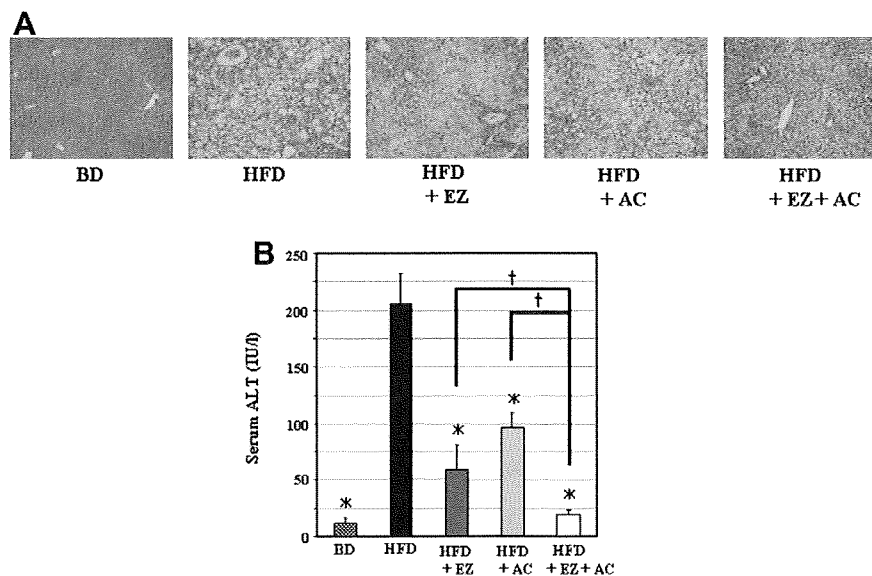 A
BD
HFD
HFD
+ EZ
HFD
+ AC
HFD
+ EZ + AC
B
Serum ALT (IU/l)
250
200
150
100
50
0
*
*
*
*
†
†
BD
HFD
HFD
+ EZ
HFD
+ AC
HFD
+ EZ + AC